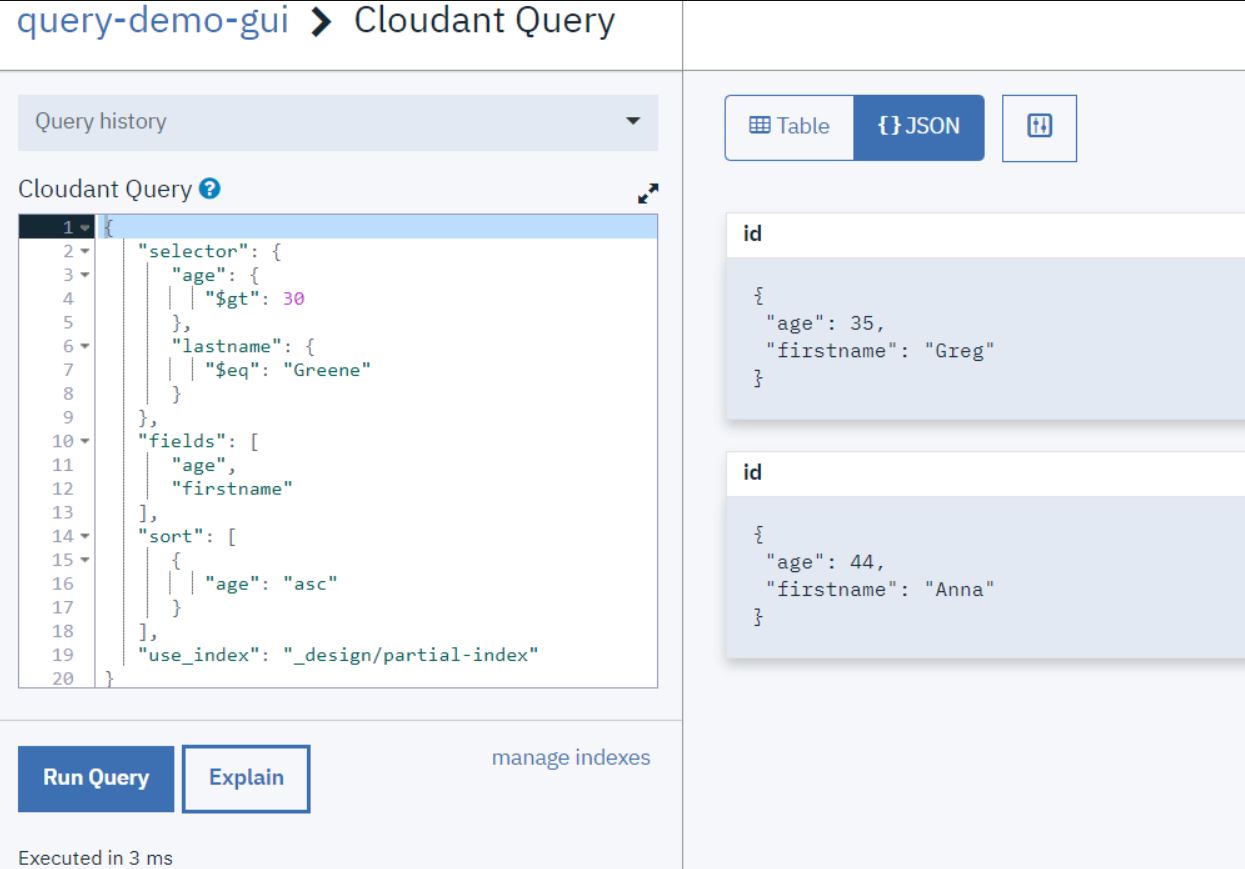 query-demo-gui > Cloudant Query
Query history
Cloudant Query ?
1 {
2 "selector": {
3 "age": {
4 "$gt": 30
5 },
6 "lastname": {
7 "$eq": "Greene"
8 }
9 },
10 "fields": [
11 "age",
12 "firstname"
13 ],
14 "sort": [
15 {
16 "age": "asc"
17 }
18 ],
19 "use_index": "_design/partial-index"
20 }
Run Query
Explain
manage indexes
Executed in 3 ms
Table
{} JSON
id
{
"age": 35,
"firstname": "Greg"
}
id
{
"age": 44,
"firstname": "Anna"
}